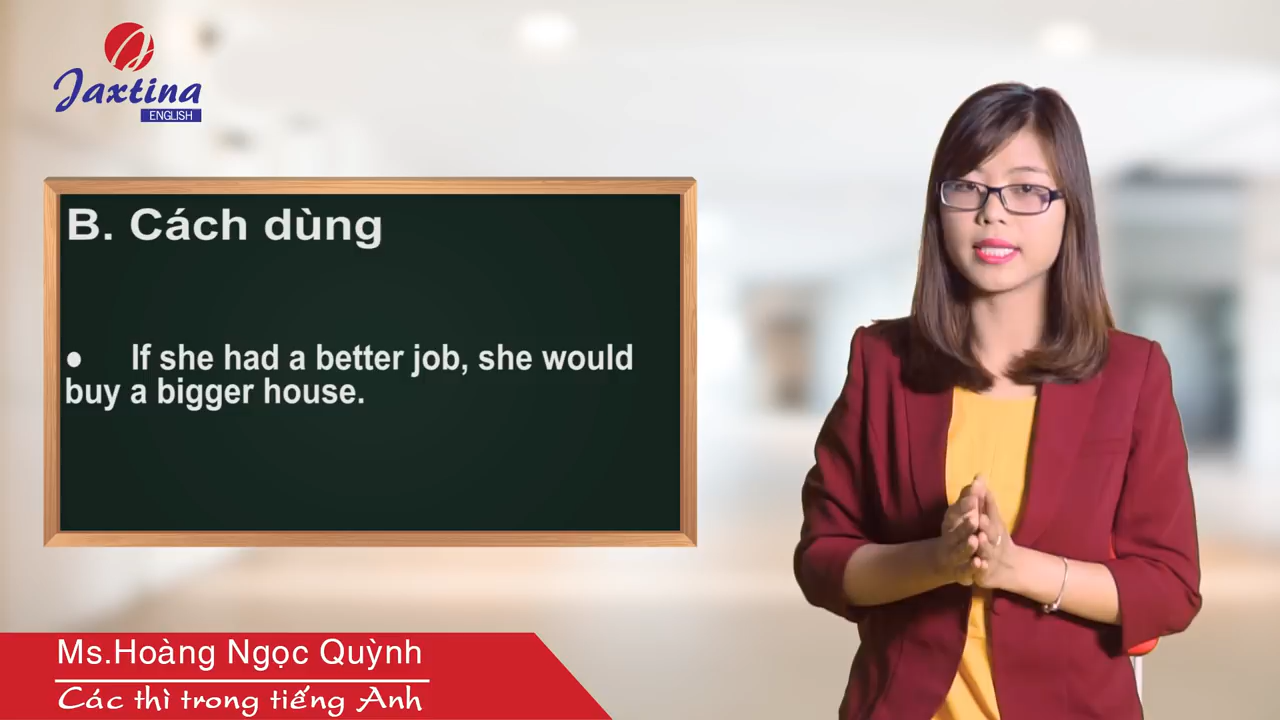 Jaxtina
ENGLISH
B. Cách dùng
● If she had a better job, she would
buy a bigger house.
Ms.Hoàng Ngọc Quỳnh
Các thì trong tiếng Anh